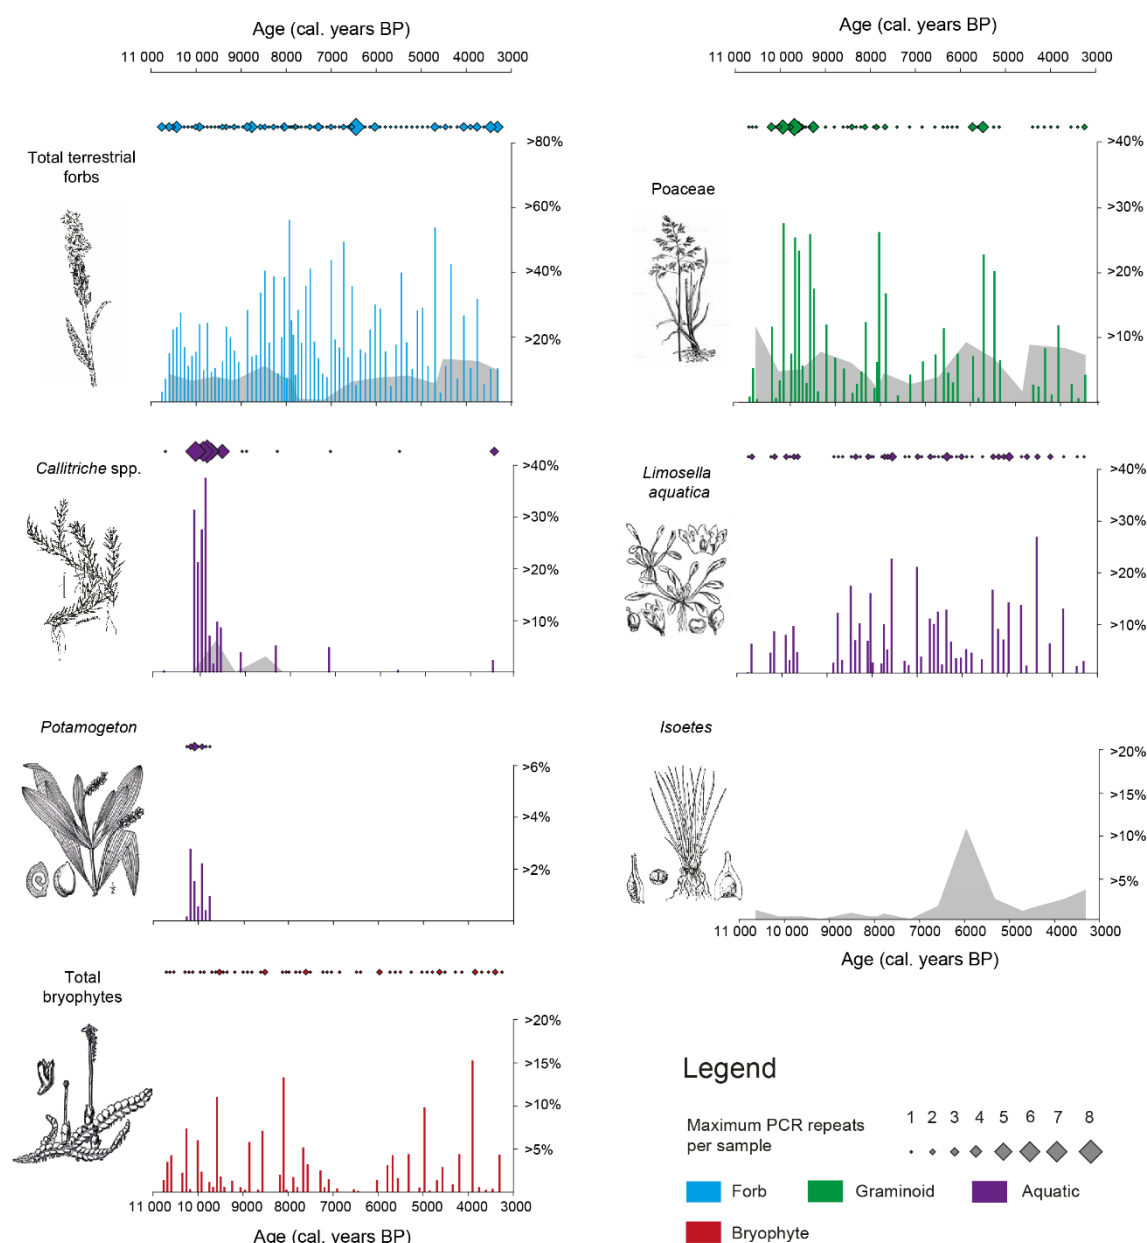 Age (cal. years BP)
11 000 10 000 9000 8000 7000 6000 5000 4000 3000
Total terrestrial
forbs
>80%
>60%
>40%
>20%
Age (cal. years BP)
11 000 10 000 9000 8000 7000 6000 5000 4000 3000
Poaceae
>40%
>30%
>20%
>10%
Callitriche spp.
>40%
>30%
>20%
>10%
Limosella
aquatica
>40%
>30%
>20%
>10%
Potamogeton
>6%
>4%
>2%
1/2
Isoetes
>20%
>15%
>10%
>5%
11 000 10 000 9000 8000 7000 6000 5000 4000 3000
Age (cal. years BP)
Total
bryophytes
>20%
>15%
>10%
>5%
11 000 10 000 9000 8000 7000 6000 5000 4000 3000
Age (cal. years BP)
Legend
Maximum PCR repeats
per sample
1 2 3 4 5 6 7 8
Forb
Graminoid
Aquatic
Bryophyte